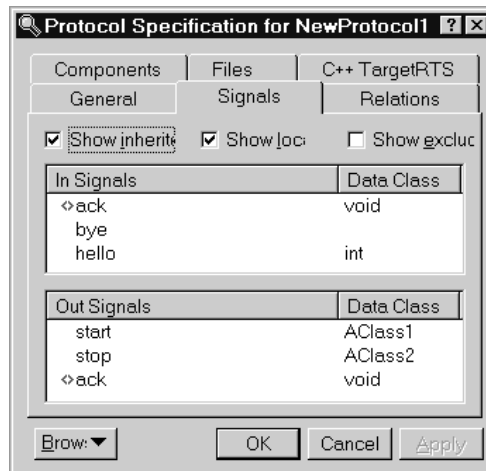 Protocol Specification for NewProtocol1
Components Files C++ TargetRTS
General Signals Relations
Show inherite Show loc Show excluc
In Signals Data Class
ack void
bye
hello int
Out Signals Data Class
start AClass1
stop AClass2
ack void
Brow OK Cancel Apply